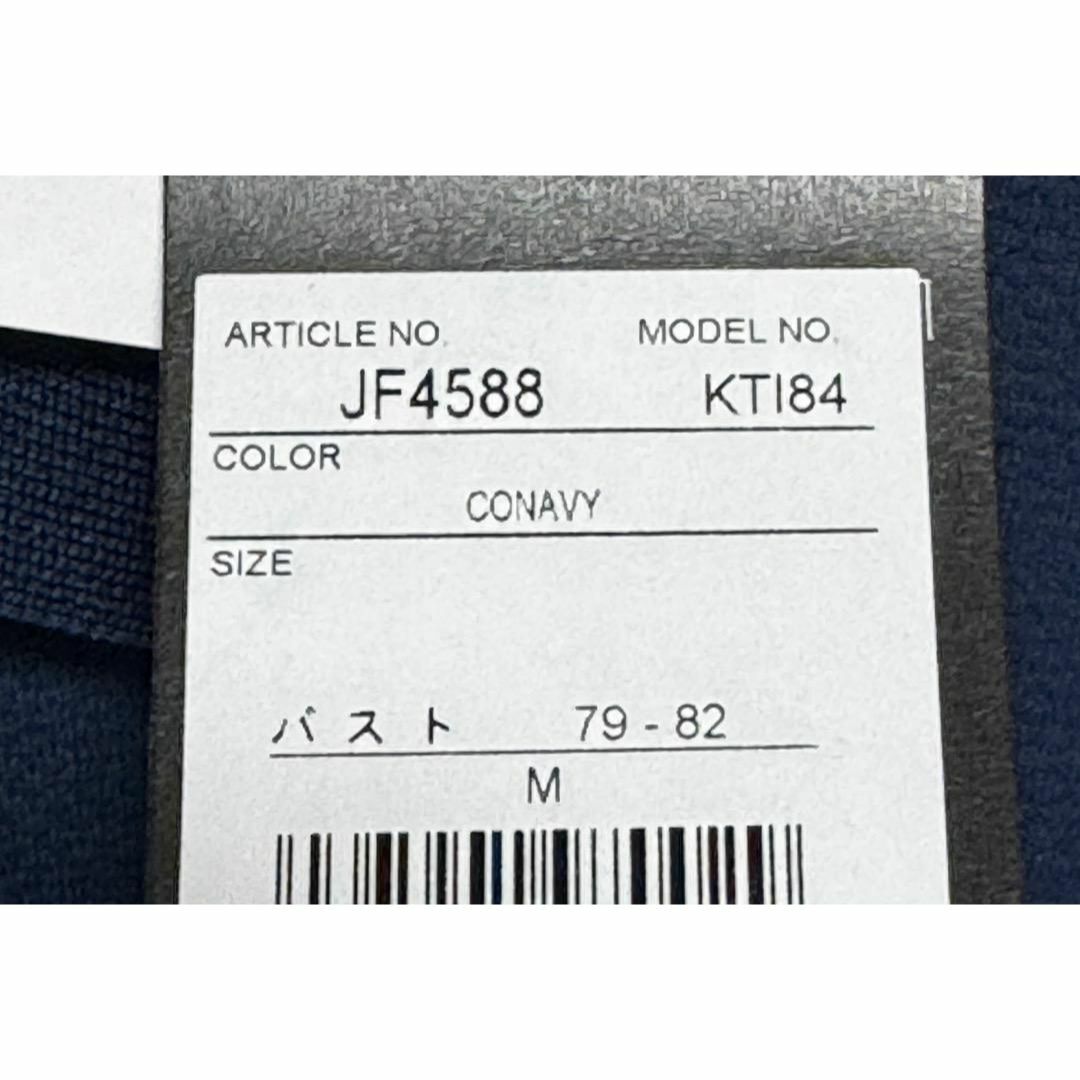 ARTICLE NO. MODEL NO.
JF4588 KTI84
COLOR
CONAVY
SIZE
バスト 79 - 82
M